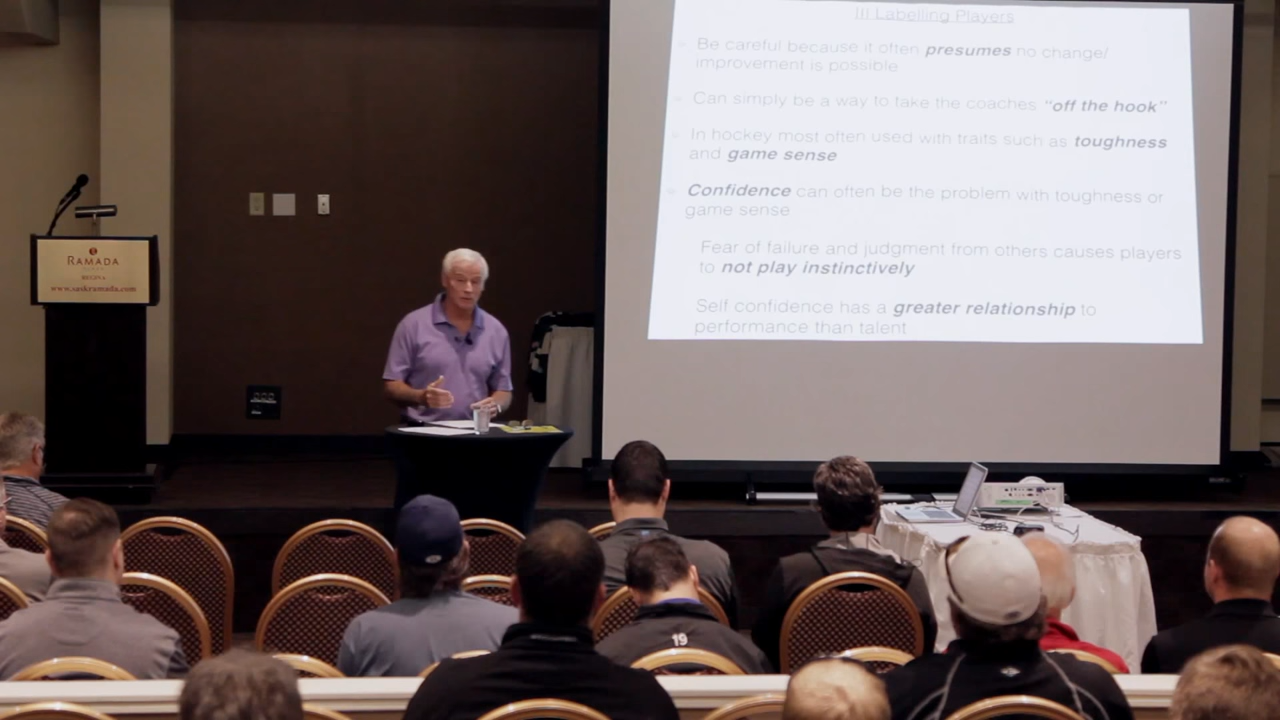 III Labelling Players
Be careful because it often presumes no change/
improvement is possible
Can simply be a way to take the coaches "off the hook"
In hockey most often used with traits such as toughness
and game sense
Confidence can often be the problem with toughness or
game sense
Fear of failure and judgment from others causes players
to not play instinctively
Self confidence has a greater relationship to
performance than talent
RAMADA
REGINA
www.saskramada.com
19